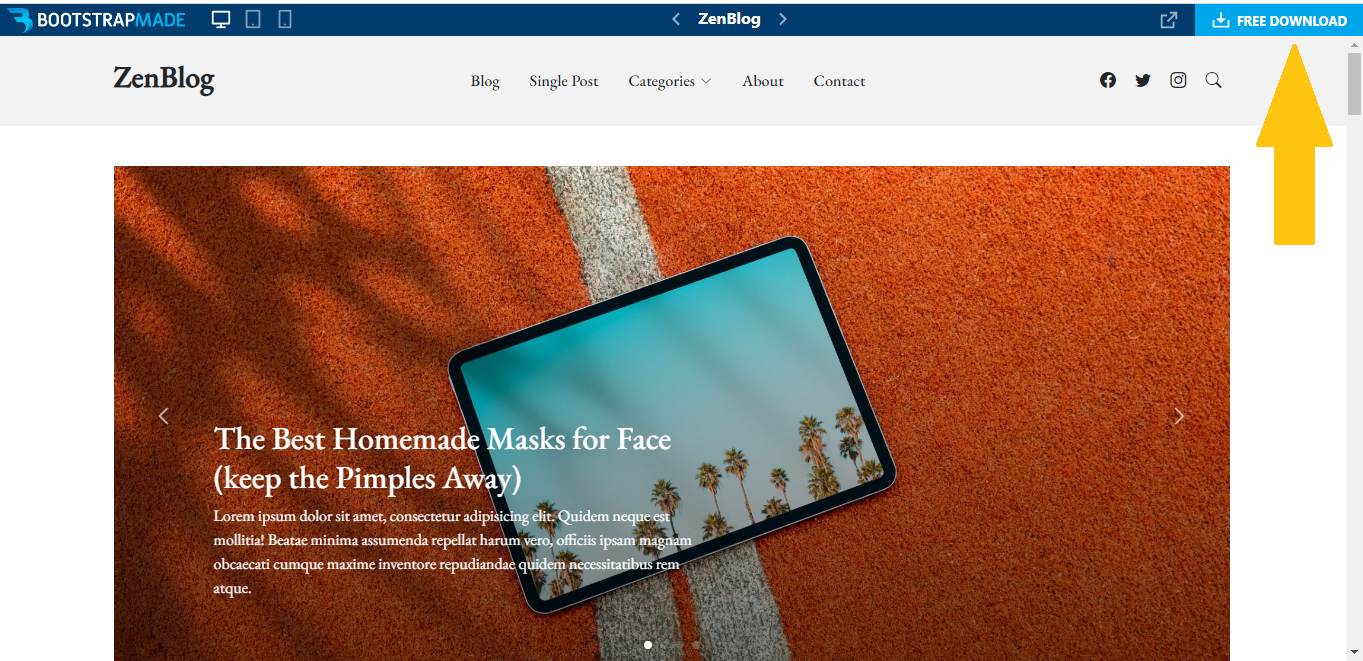 BOOTSTRAPMADE
ZenBlog
FREE DOWNLOAD
ZenBlog
Blog
Single Post
Categories
About
Contact
The Best Homemade Masks for Face
(keep the Pimples Away)
Lorem ipsum dolor sit amet, consectetur adipisicing elit. Quidem neque est
mollitia! Beatae minima assumenda repellat harum vero, officiis ipsam magnam
obcaecati cumque maxime inventore repudiandae quidem necessitatibus rem
atque.